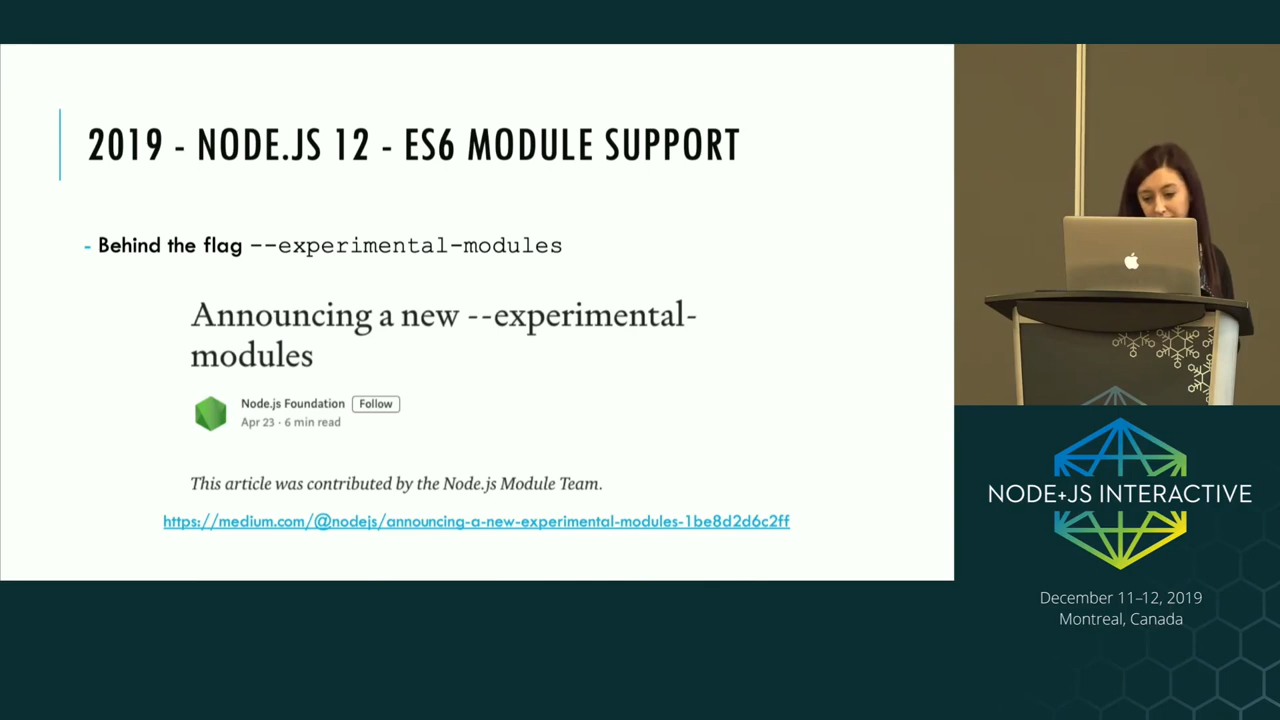 2019 - NODE.JS 12 - ES6 MODULE SUPPORT
- Behind the flag --experimental-modules
Announcing a new --experimental-
modules
Node.js Foundation Follow
Apr 23 · 6 min read
This article was contributed by the Node.js Module Team.
https://medium.com/@nodejs/announcing-a-new-experimental-modules-1be8d2d6c2ff
NODE+JS INTERACTIVE
December 11–12, 2019
Montreal, Canada